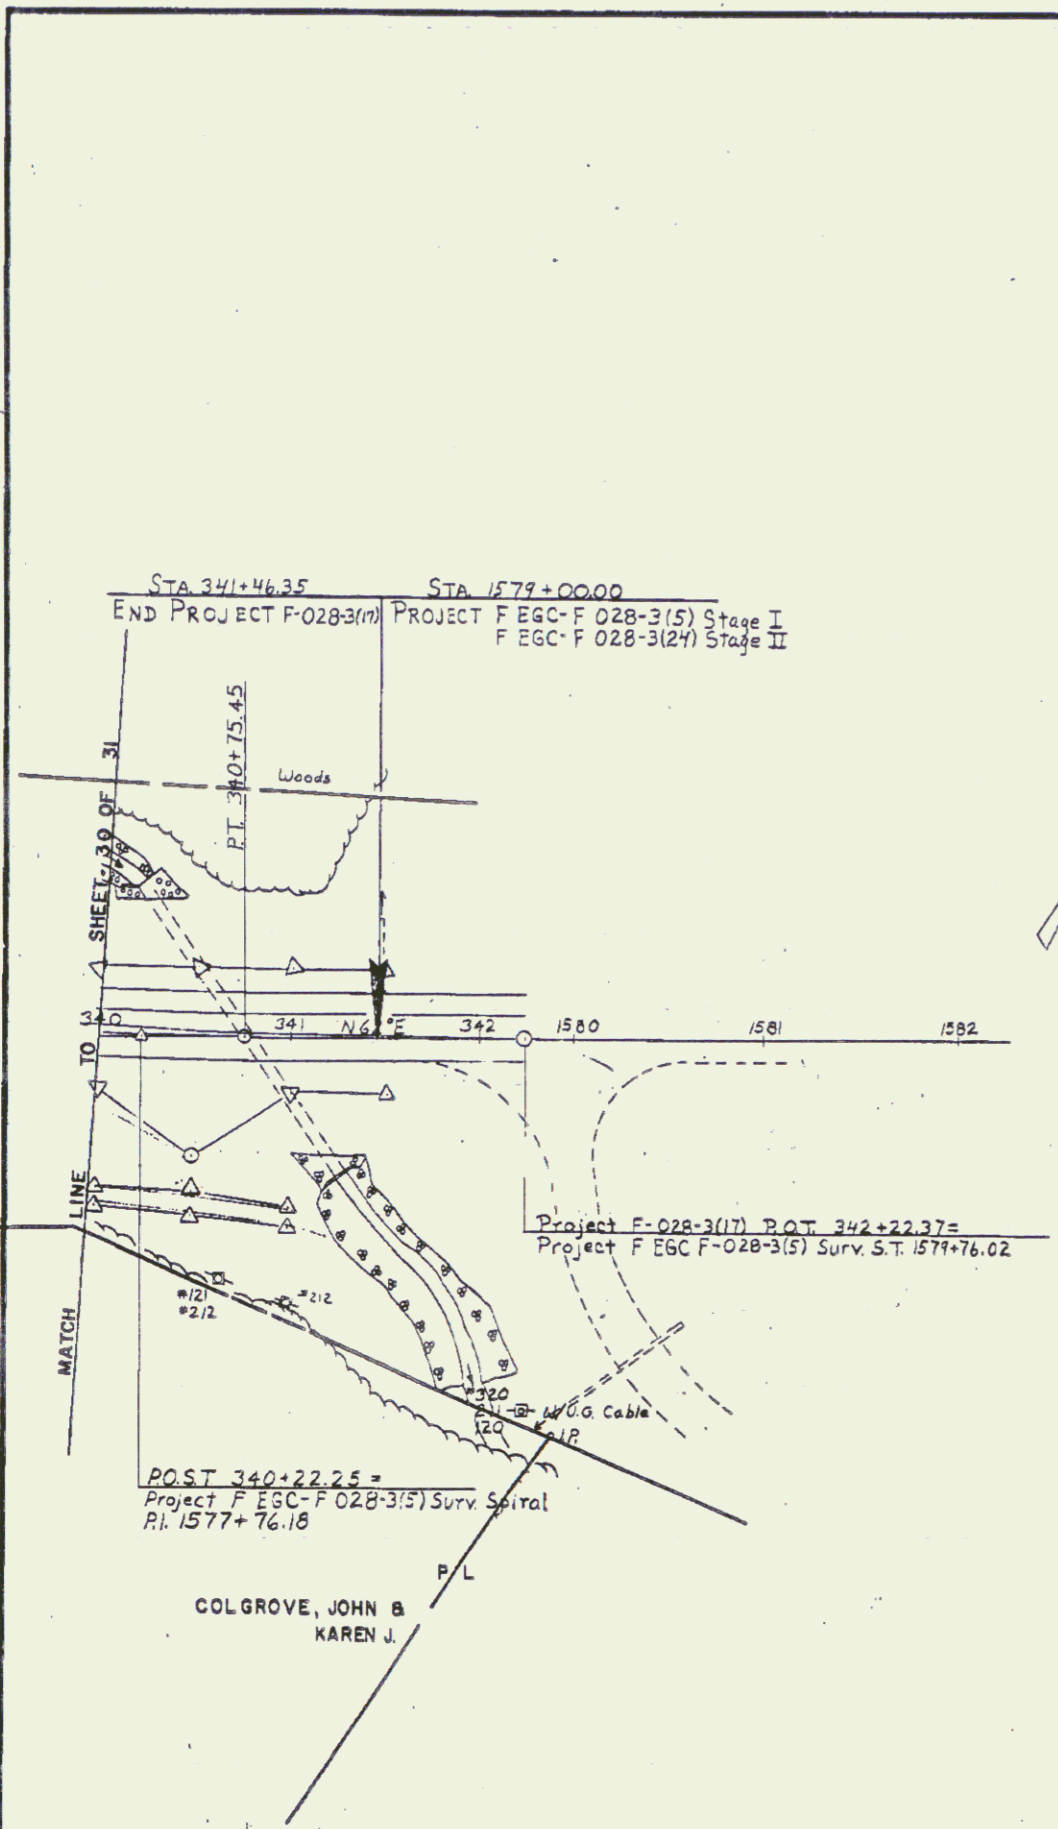 STA. 341+46.35
STA. 1579+00.00
END PROJECT F-028-3(17)
PROJECT F EGC-F 028-3(5) Stage I
F EGC-F 028-3(24) Stage II
P.T. 340+75.45
Woods
MATCH LINE TO SHEET 30 OF 31
340
341
N 6 °E
342
1580
1581
1582
Project F-028-3(17) P.O.T. 342+22.37=
Project F EGC F-028-3(5) Surv. S.T. 1579+76.02
#121
#212
#212
#320
211
120
W/U.G. Cable
I.P.
P.O.S.T. 340+22.25 =
Project F EGC-F 028-3(5) Surv. Spiral
P.I. 1577+76.18
P L
COLGROVE, JOHN &
KAREN J.